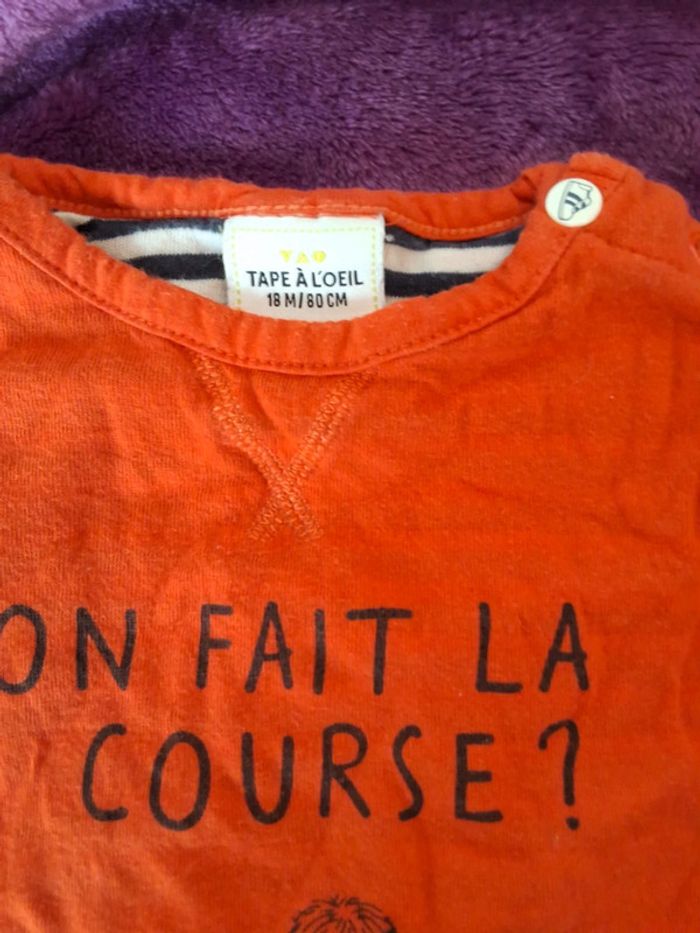 TAPE À L'OEIL
18 M/80 CM
ON FAIT LA
COURSE ?